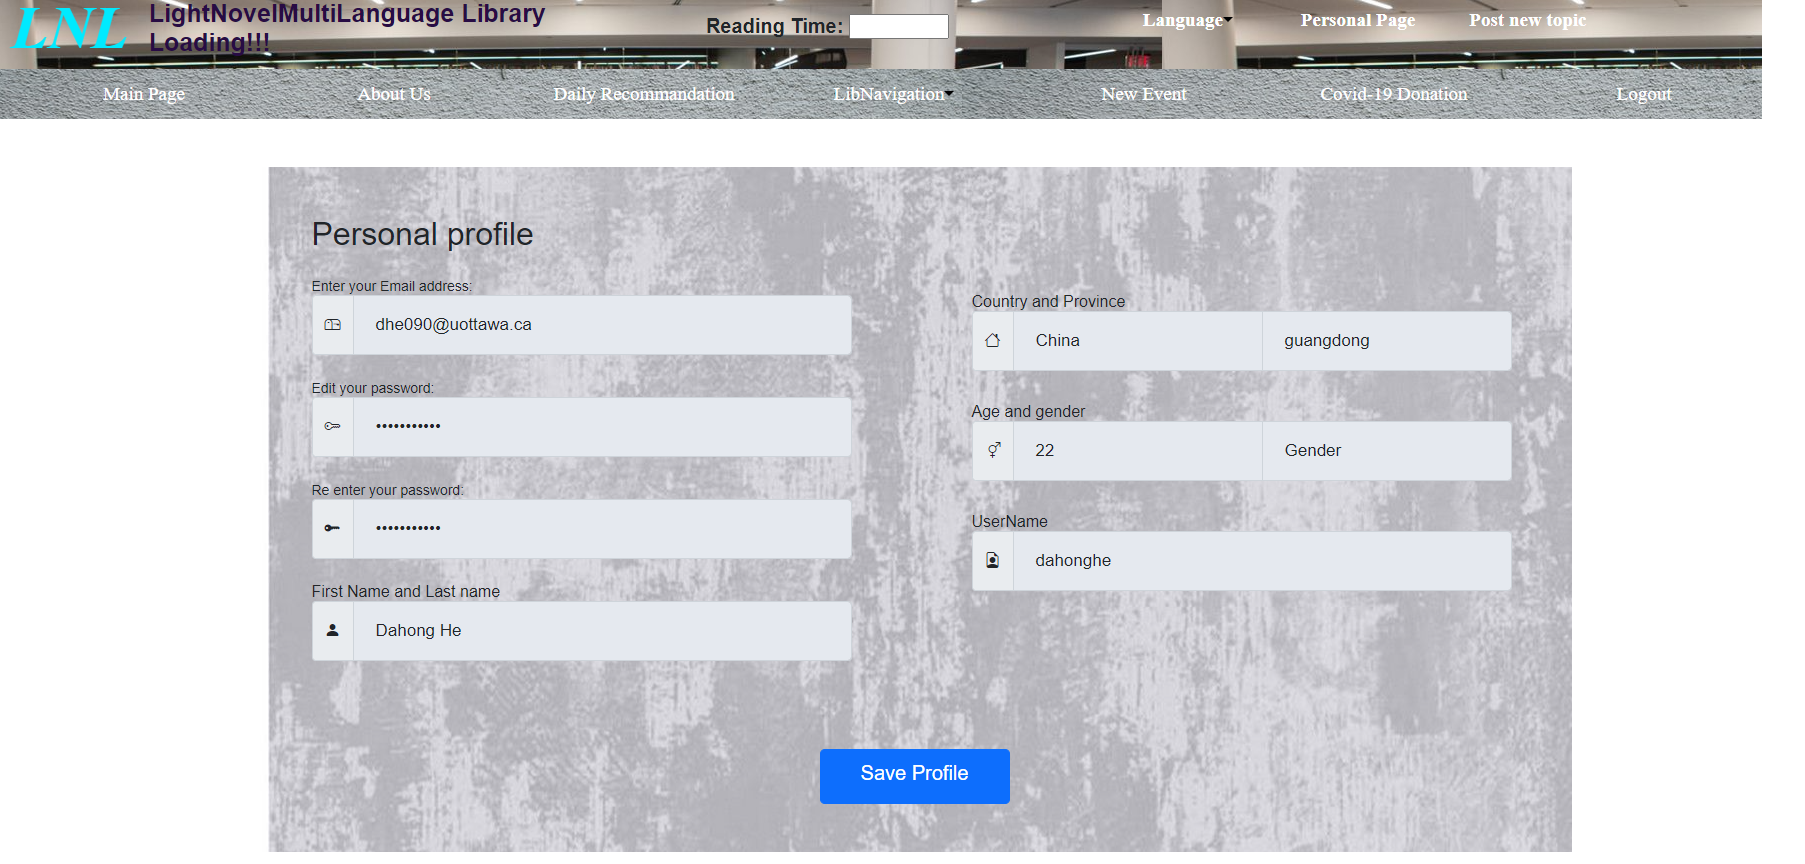 LNL
LightNovelMultiLanguage Library
Loading!!!
Reading Time:
Language
Personal Page
Post new topic
Main Page
About Us
Daily Recommandation
LibNavigation
New Event
Covid-19 Donation
Logout
Personal profile
Enter your Email address:
dhe090@uottawa.ca
Edit your password:
•••••••••••
Re enter your password:
•••••••••••
First Name and Last name
Dahong He
Country and Province
China guangdong
Age and gender
22 Gender
UserName
dahonghe
Save Profile